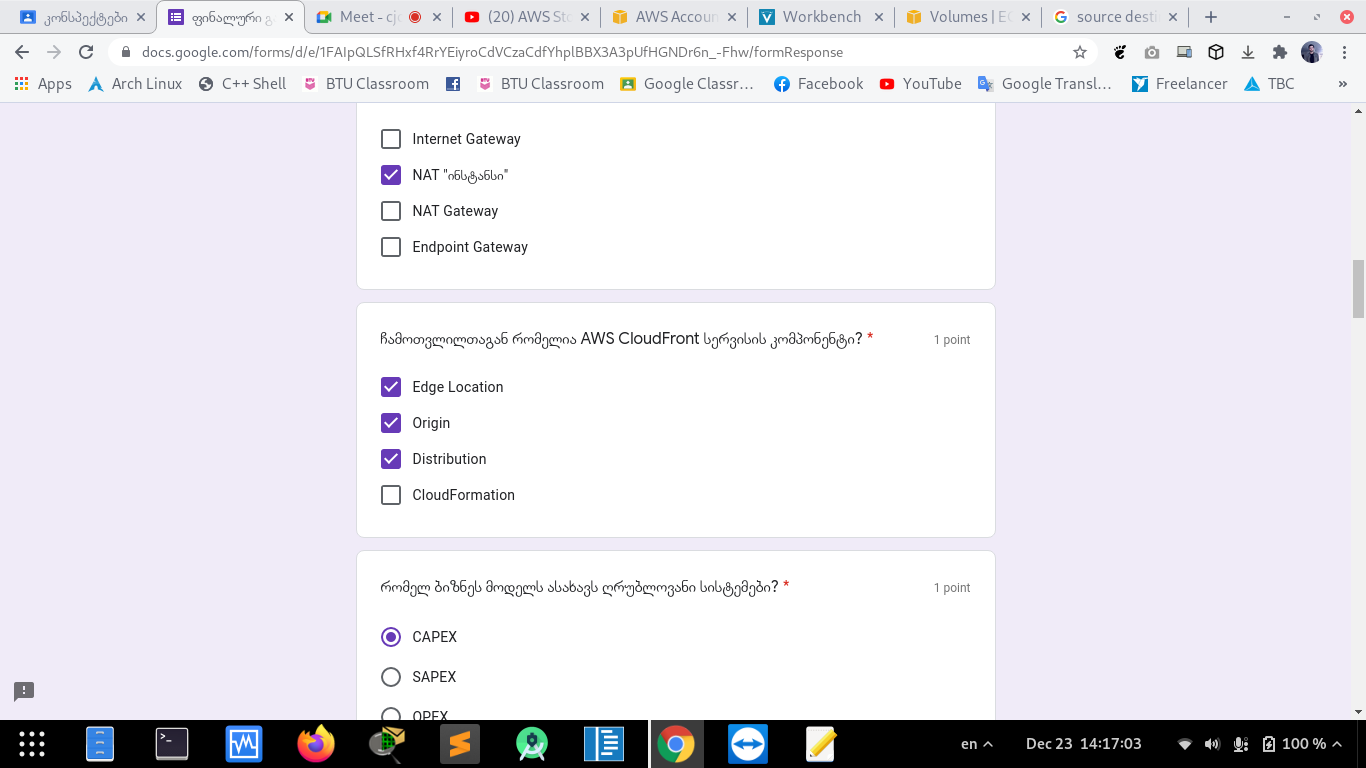 კონსპექტები
ფინალური გ
Meet - cjc
(20) AWS Sto
AWS Accoun
Workbench
Volumes | EC
source desti
docs.google.com/forms/d/e/1FAIpQLSfRHxf4RrYEiyroCdVCzaCdfYhplBBX3A3pUfHGNDr6n_-Fhw/formResponse
Apps
Arch Linux
C++ Shell
BTU Classroom
BTU Classroom
Google Classr…
Facebook
YouTube
Google Transl…
Freelancer
TBC
»
Internet Gateway
NAT "ინსტანსი"
NAT Gateway
Endpoint Gateway
ჩამოთვლილთაგან რომელია AWS CloudFront სერვისის კომპონენტი? *
1 point
Edge Location
Origin
Distribution
CloudFormation
რომელ ბიზნეს მოდელს ასახავს ღრუბლოვანი სისტემები? *
1 point
CAPEX
SAPEX
OPEX
en
Dec 23 14:17:03
100 %